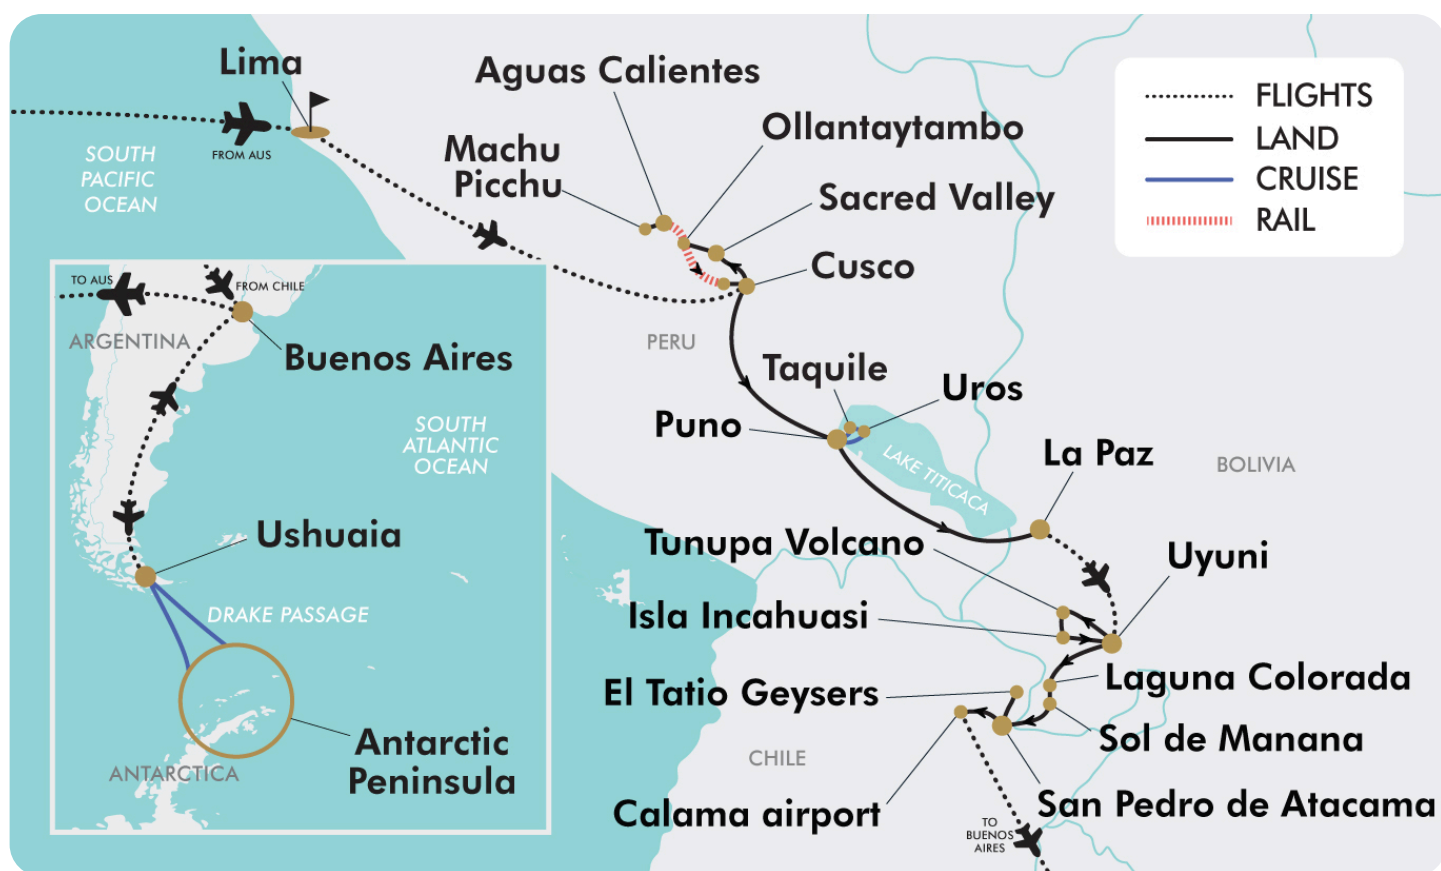 Lima
Aguas Calientes
FLIGHTS
LAND
CRUISE
RAIL
Ollantaytambo
FROM AUS
SOUTH
PACIFIC
OCEAN
Machu
Picchu
Sacred Valley
Cusco
TO AUS
FROM CHILE
ARGENTINA
Buenos Aires
PERU
Taquile
Uros
Puno
SOUTH
ATLANTIC
OCEAN
LAKE TITICACA
La Paz
BOLIVIA
Ushuaia
Tunupa Volcano
Uyuni
DRAKE PASSAGE
Isla Incahuasi
El Tatio Geysers
Laguna Colorada
Sol de Manana
Antarctic
Peninsula
ANTARCTICA
CHILE
Calama airport
San Pedro de Atacama
TO
BUENOS
AIRES